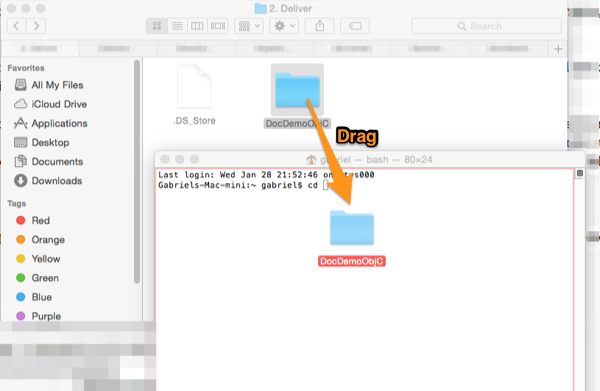 2. Deliver
Search
Favorites
All My Files
iCloud Drive
Applications
Desktop
Documents
Downloads
Tags
Red
Orange
Yellow
Green
Blue
Purple
.DS_Store
DocDemoObjC
Drag
gabriel — bash — 80×24
Last login: Wed Jan 28 21:52:46 on ttys000
Gabriels-Mac-mini:~ gabriel$ cd
DocDemoObjC